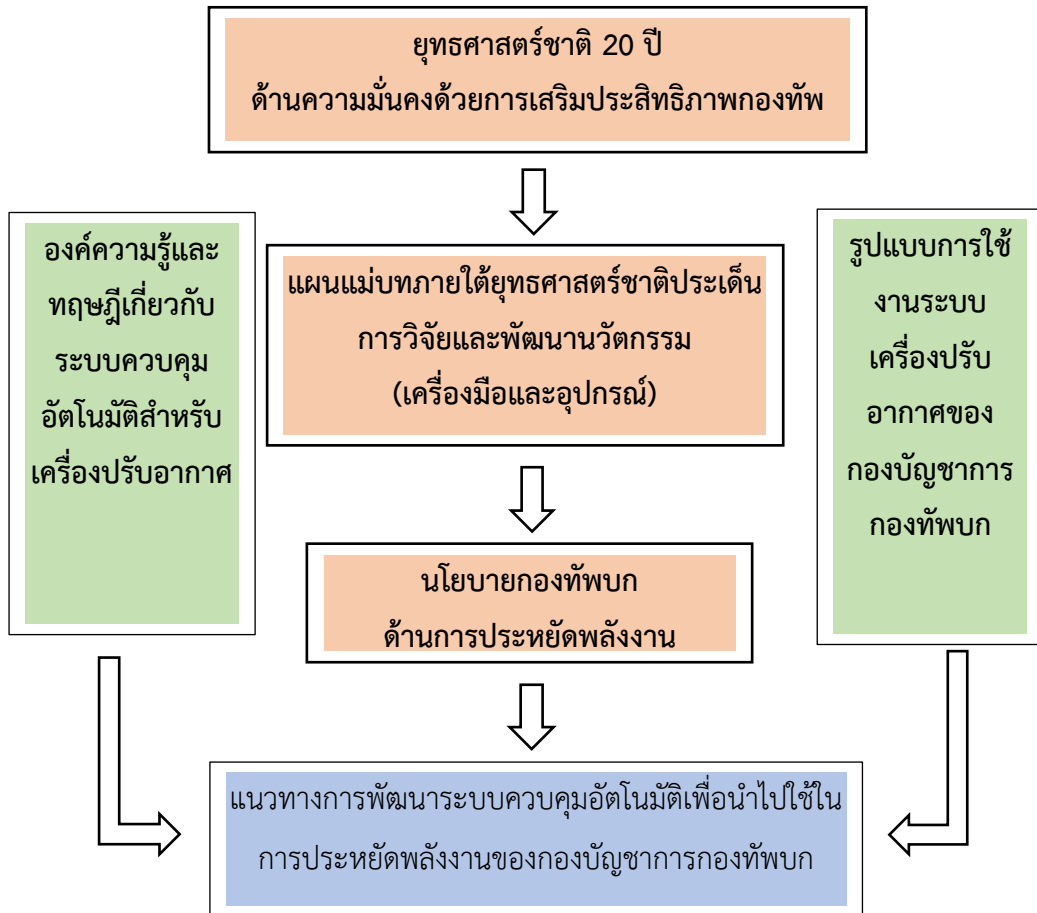 ยุทธศาสตร์ชาติ 20 ปี
ด้านความมั่นคงด้วยการเสริมประสิทธิภาพกองทัพ
องค์ความรู้และ
ทฤษฎีเกี่ยวกับ
ระบบควบคุม
อัตโนมัติสำหรับ
เครื่องปรับอากาศ
แผนแม่บทภายใต้ยุทธศาสตร์ชาติประเด็น
การวิจัยและพัฒนานวัตกรรม
(เครื่องมือและอุปกรณ์)
รูปแบบการใช้
งานระบบ
เครื่องปรับ
อากาศของ
กองบัญชาการ
กองทัพบก
นโยบายกองทัพบก
ด้านการประหยัดพลังงาน
แนวทางการพัฒนาระบบควบคุมอัตโนมัติเพื่อนำไปใช้ใน
การประหยัดพลังงานของกองบัญชาการกองทัพบก